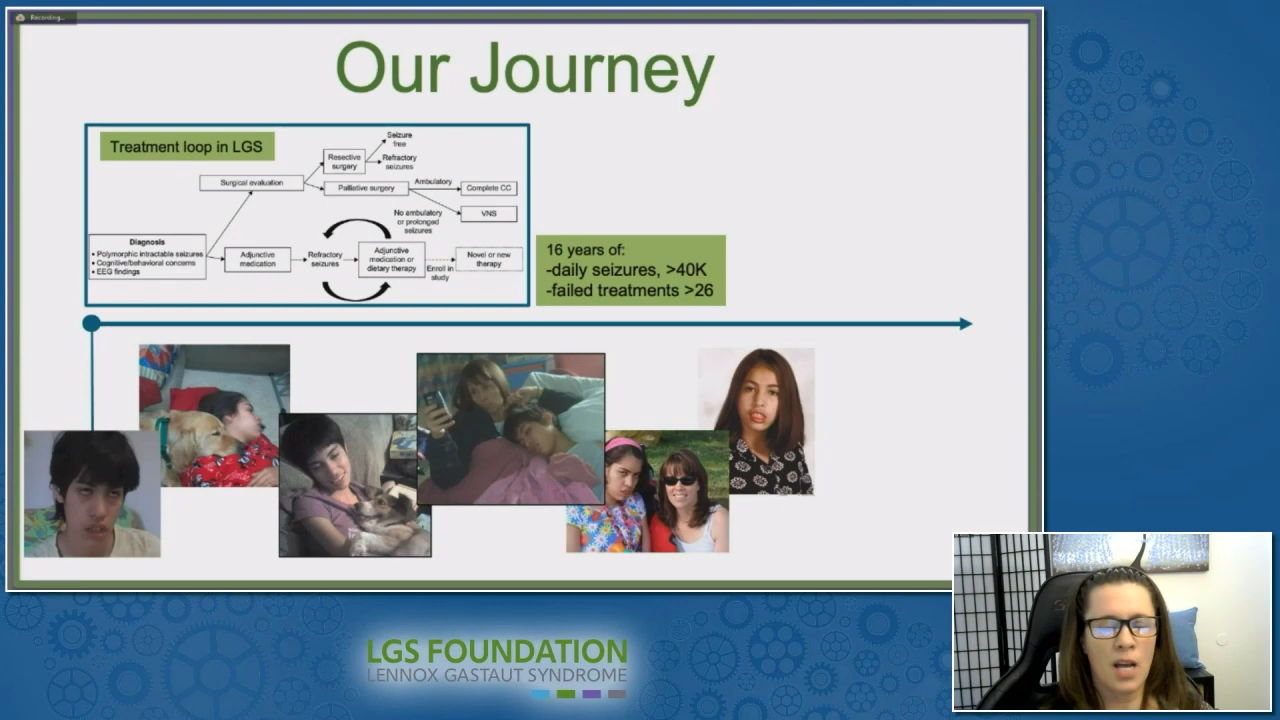 Recording...
Our Journey
Treatment loop in LGS
Seizure
free
Resective
surgery
Refractory
seizures
Surgical evaluation
Palliative surgery
Ambulatory
Complete CC
No ambulatory
or prolonged
seizures
VNS
Diagnosis
• Polymorphic intractable seizures
• Cognitive/behavioral concerns
• EEG findings
Adjunctive
medication
Refractory
seizures
Adjunctive
medication or
dietary therapy
Enroll in
study
Novel or new
therapy
16 years of:
-daily seizures, >40K
-failed treatments >26
LGS FOUNDATION
LENNOX GASTAUT SYNDROME